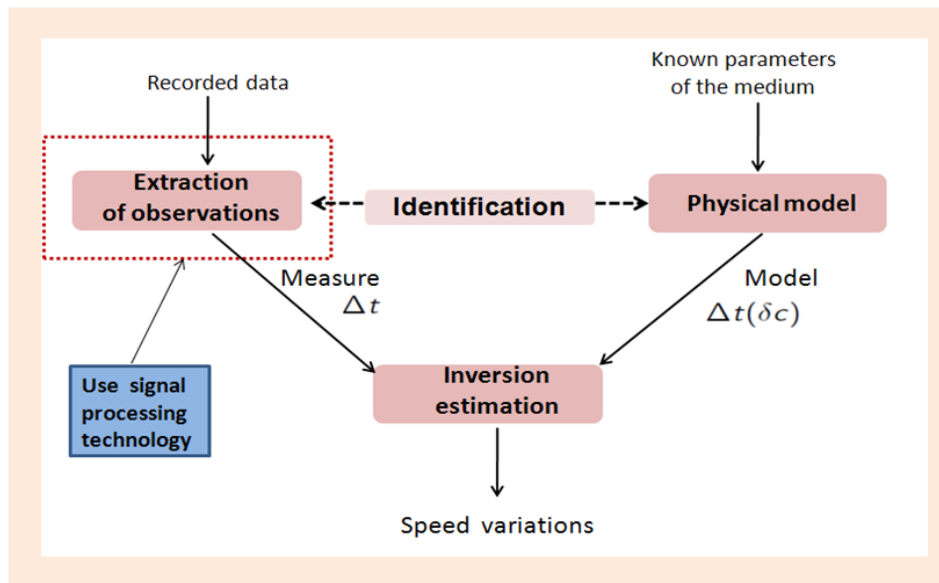 Recorded data
Known parameters
of the medium
Extraction
of observations
Identification
Physical model
Measure
Δt
Model
Δt(δc)
Use signal
processing
technology
Inversion
estimation
Speed variations